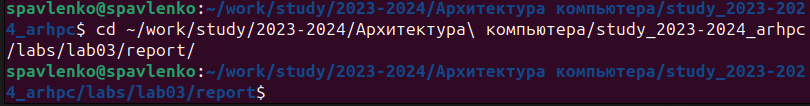 spavlenko@spavlenko:~/work/study/2023-2024/Архитектура компьютера/study_2023-202
4_arhpc$ cd ~/work/study/2023-2024/Архитектура\ компьютера/study_2023-2024_arhpc
/labs/lab03/report/
spavlenko@spavlenko:~/work/study/2023-2024/Архитектура компьютера/study_2023-202
4_arhpc/labs/lab03/report$